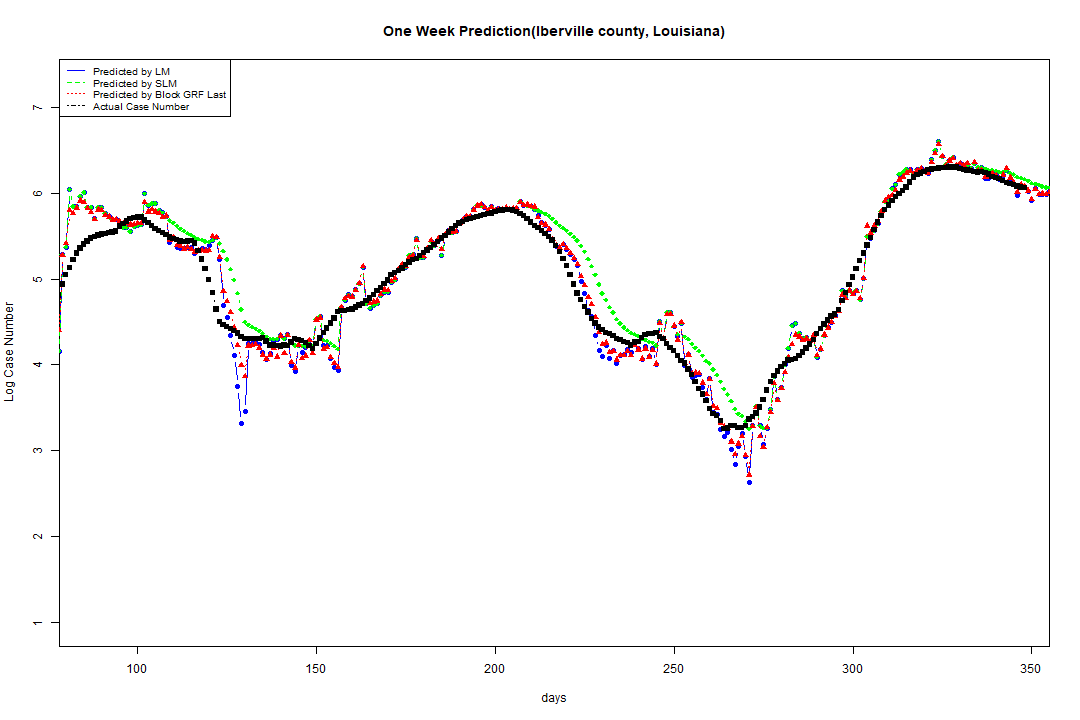 One Week Prediction(Iberville county, Louisiana)
Predicted by LM
Predicted by SLM
Predicted by Block GRF Last
Actual Case Number
7
6
5
4
3
2
1
Log Case Number
100 150 200 250 300 350
days